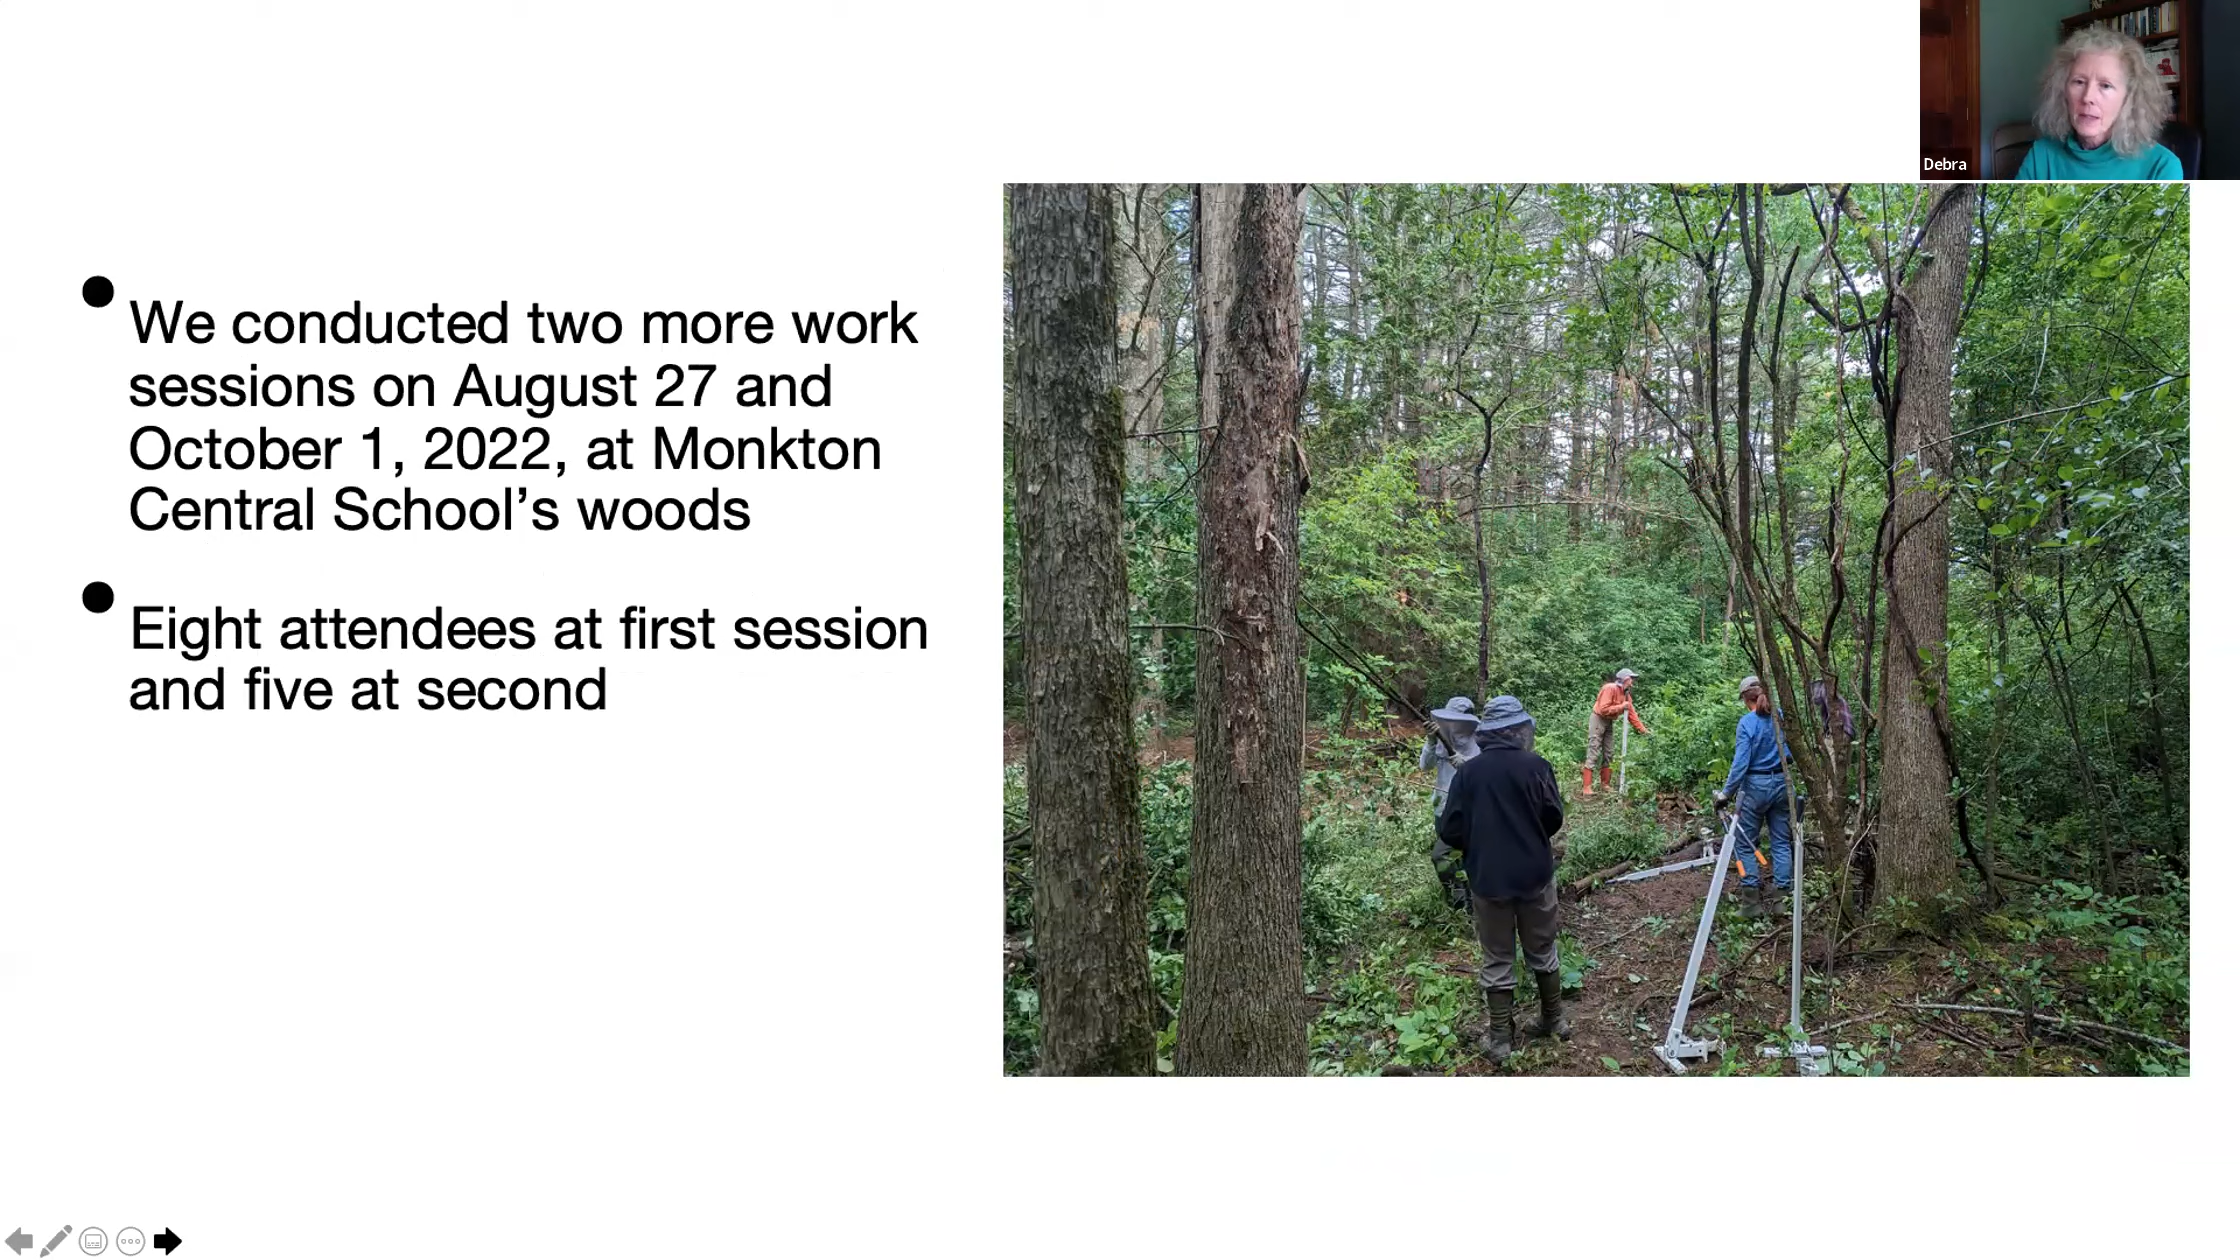 Debra
We conducted two more work
sessions on August 27 and
October 1, 2022, at Monkton
Central School’s woods
Eight attendees at first session
and five at second